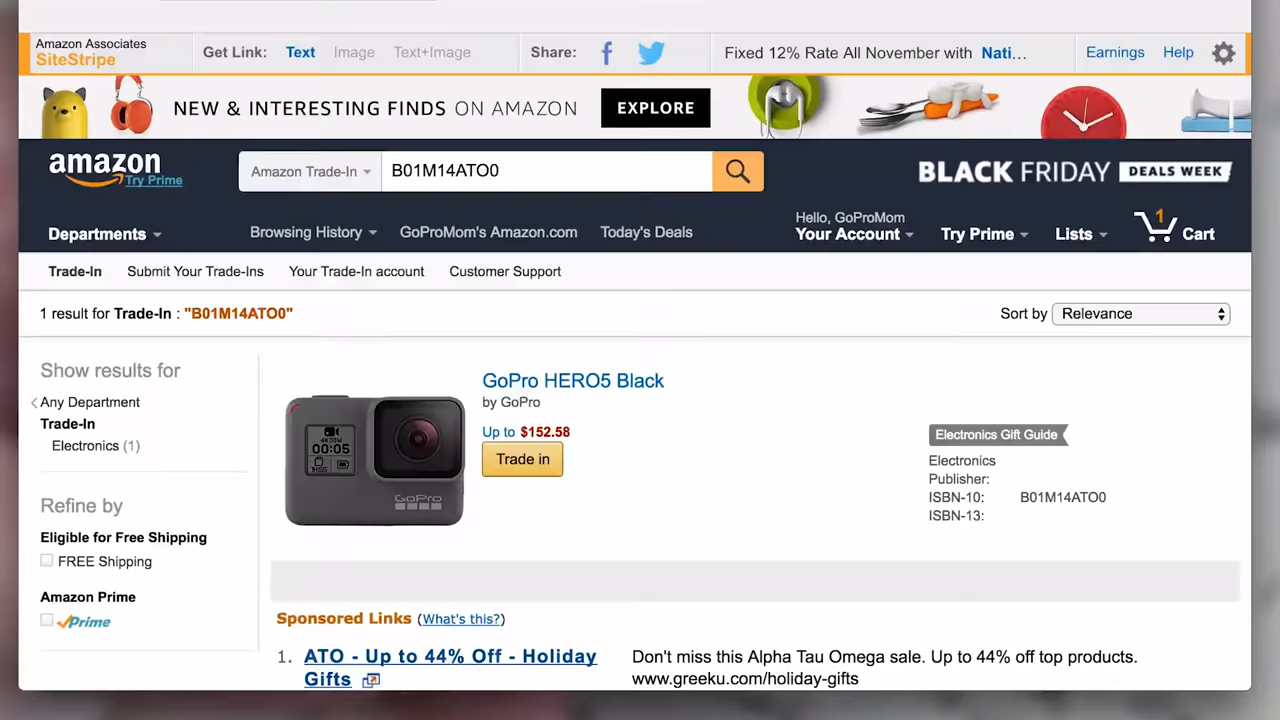 Amazon Associates
SiteStripe
Get Link: Text Image Text+Image
Share:
Fixed 12% Rate All November with Nati...
Earnings Help
NEW & INTERESTING FINDS ON AMAZON EXPLORE
amazon
Try Prime
Amazon Trade-In B01M14ATO0
BLACK FRIDAY DEALS WEEK
Departments
Browsing History GoProMom's Amazon.com Today's Deals
Hello, GoProMom
Your Account Try Prime Lists 1 Cart
Trade-In Submit Your Trade-Ins Your Trade-In account Customer Support
1 result for Trade-In : "B01M14ATO0"
Sort by Relevance
Show results for
Any Department
Trade-In
Electronics (1)
Refine by
Eligible for Free Shipping
FREE Shipping
Amazon Prime
Prime
00:05
GoPro
GoPro HERO5 Black
by GoPro
Up to $152.58
Trade in
Electronics Gift Guide
Electronics
Publisher:
ISBN-10: B01M14ATO0
ISBN-13:
Sponsored Links (What's this?)
1. ATO - Up to 44% Off - Holiday
Gifts
Don't miss this Alpha Tau Omega sale. Up to 44% off top products.
www.greeku.com/holiday-gifts